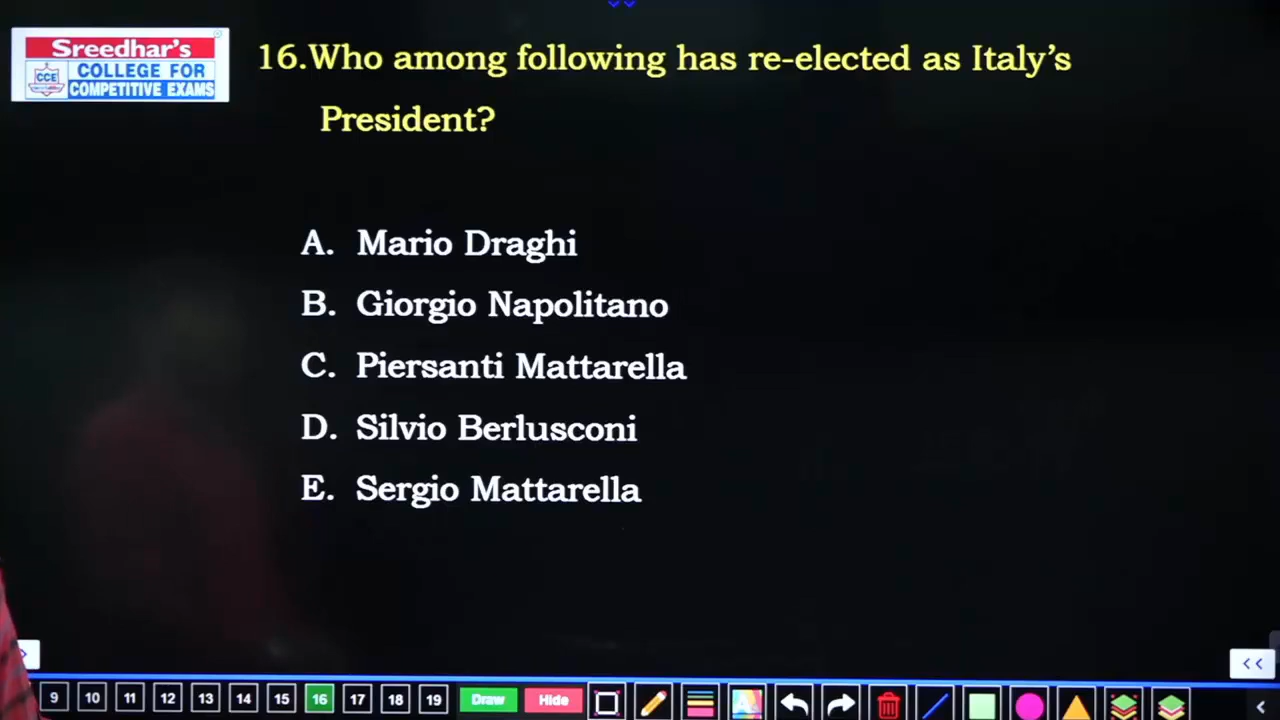 Sreedhar's
CCE
COLLEGE FOR
COMPETITIVE EXAMS
16.Who among following has re-elected as Italy's
President?
A. Mario Draghi
B. Giorgio Napolitano
C. Piersanti Mattarella
D. Silvio Berlusconi
E. Sergio Mattarella
9 10 11 12 13 14 15 16 17 18 19 Draw Hide